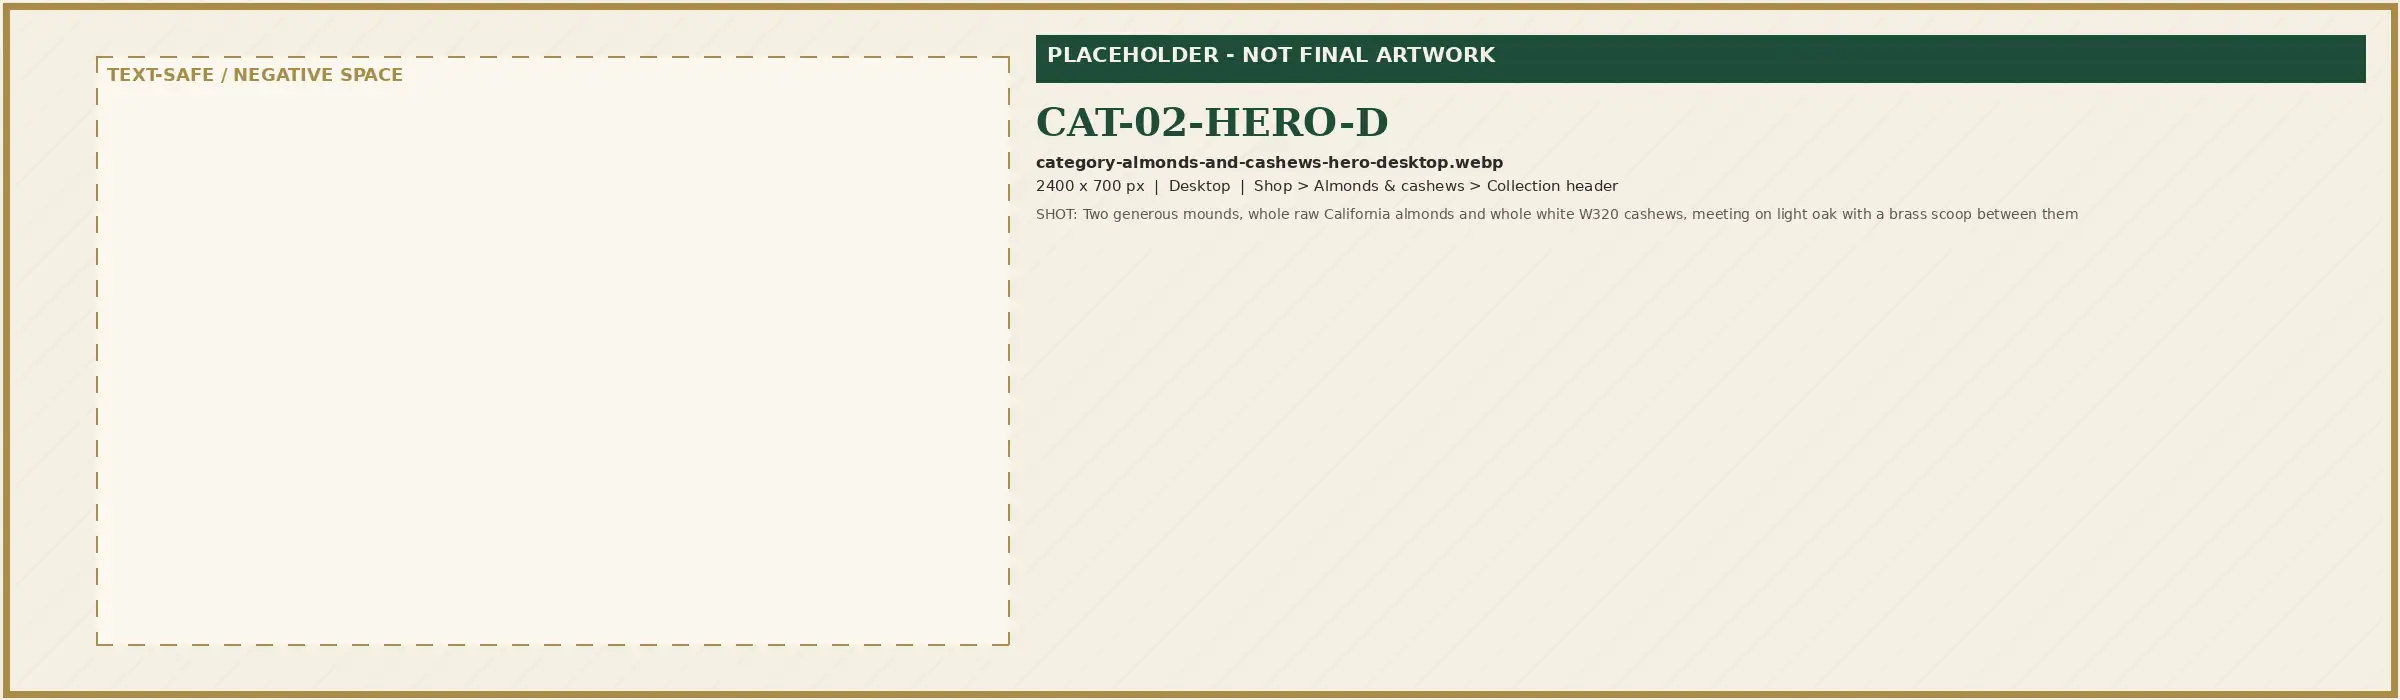 TEXT-SAFE / NEGATIVE SPACE
PLACEHOLDER - NOT FINAL ARTWORK
CAT-02-HERO-D
category-almonds-and-cashews-hero-desktop.webp
2400 x 700 px | Desktop | Shop > Almonds & cashews > Collection header
SHOT: Two generous mounds, whole raw California almonds and whole white W320 cashews, meeting on light oak with a brass scoop between them